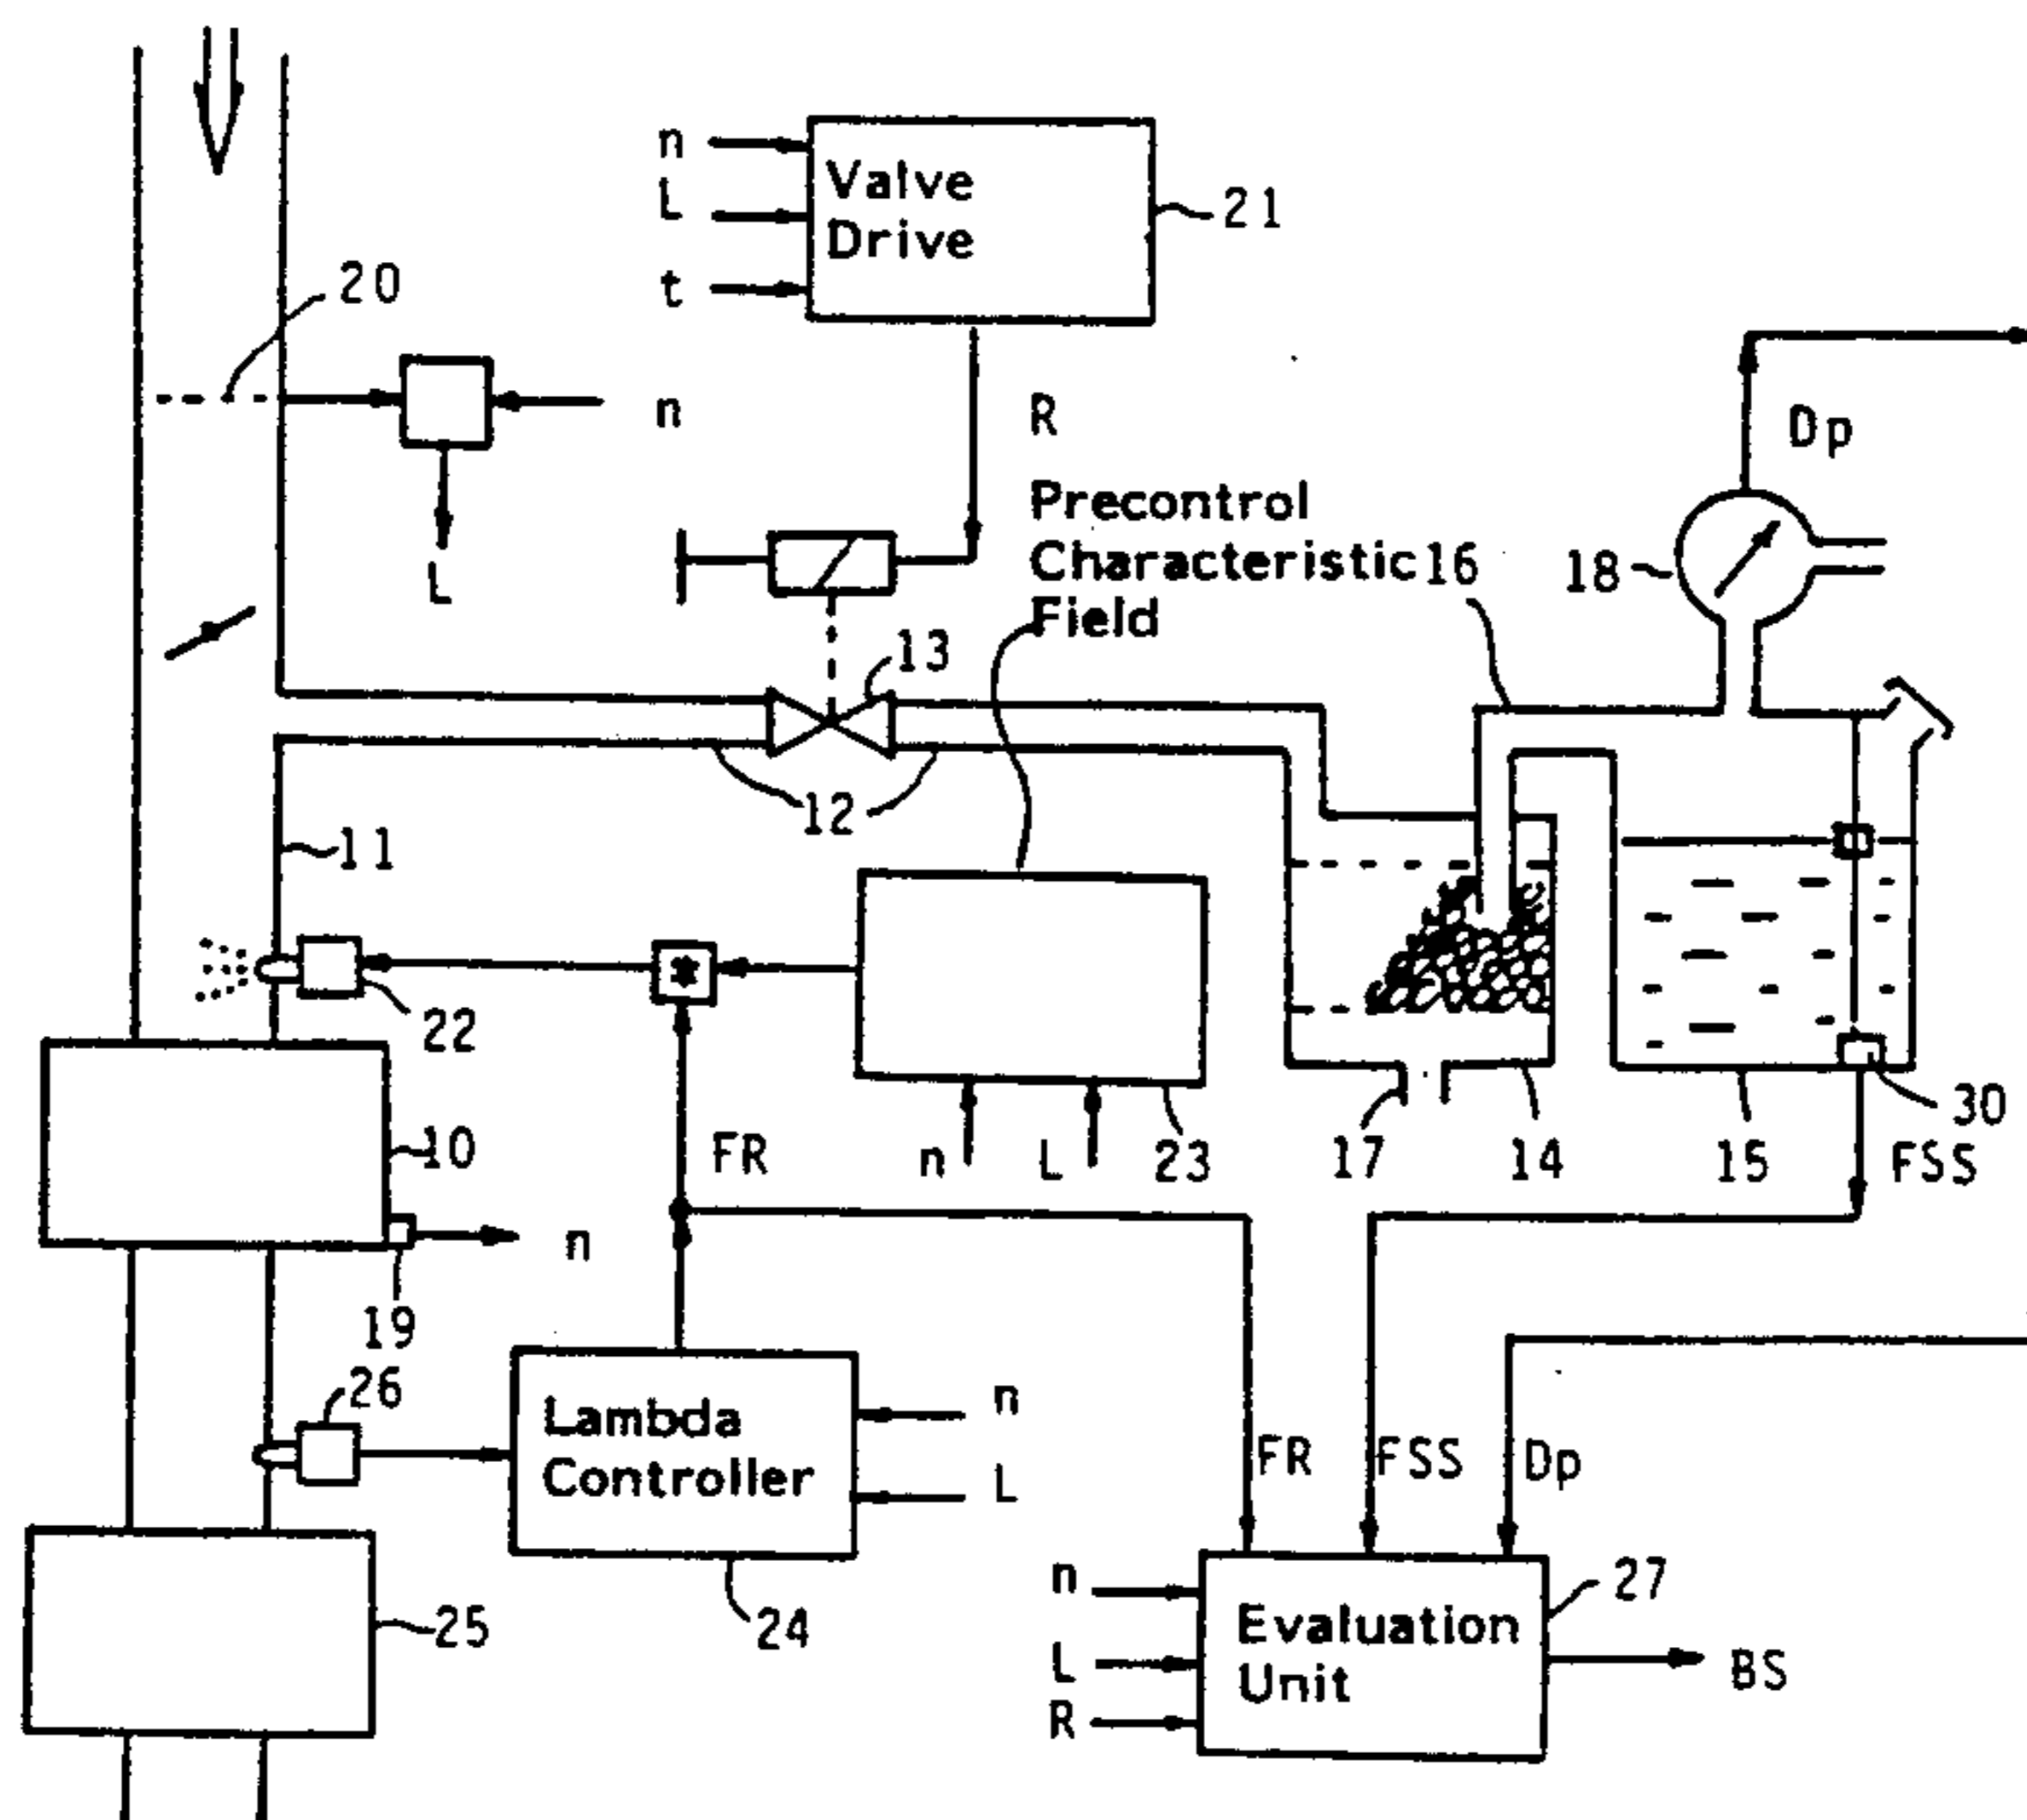 n
L
t
Valve
Drive
21
20
n
L
R
Dp
Precontrol
Characteristic
Field
16
18
13
12
11
22
10
FR
n
L
23
17
14
15
30
FSS
n
19
26
Lambda
Controller
n
L
24
25
FR
FSS
Dp
n
L
R
Evaluation
Unit
27
BS